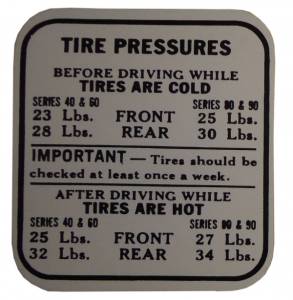 TIRE PRESSURES
BEFORE DRIVING WHILE
TIRES ARE COLD
SERIES 40 & 60 SERIES 80 & 90
23 Lbs. FRONT 25 Lbs.
28 Lbs. REAR 30 Lbs.
IMPORTANT — Tires should be
checked at least once a week.
AFTER DRIVING WHILE
TIRES ARE HOT
SERIES 40 & 60 SERIES 80 & 90
25 Lbs. FRONT 27 Lbs.
32 Lbs. REAR 34 Lbs.